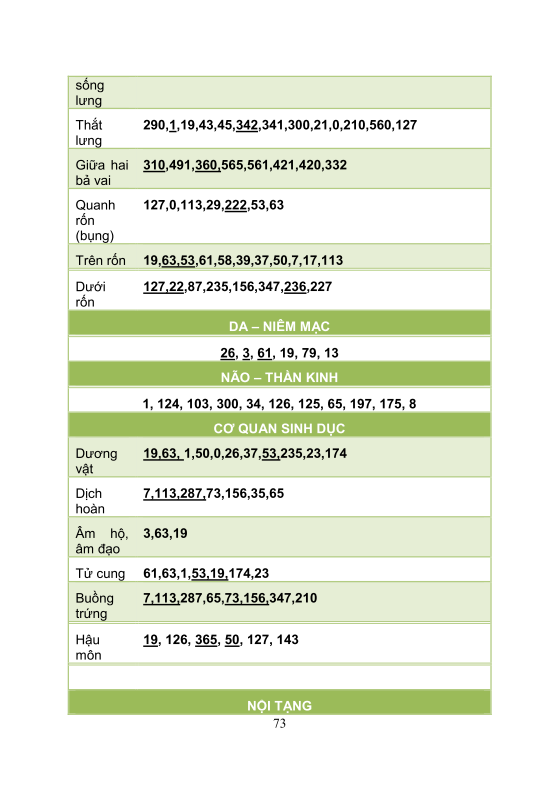 sống
lưng
Thắt
lưng
290,1,19,43,45,342,341,300,21,0,210,560,127
Giữa hai
bả vai
310,491,360,565,561,421,420,332
Quanh
rốn
(bụng)
127,0,113,29,222,53,63
Trên rốn
19,63,53,61,58,39,37,50,7,17,113
Dưới
rốn
127,22,87,235,156,347,236,227
DA – NIÊM MẠC
26, 3, 61, 19, 79, 13
NÃO – THẦN KINH
1, 124, 103, 300, 34, 126, 125, 65, 197, 175, 8
CƠ QUAN SINH DỤC
Dương
vật
19,63, 1,50,0,26,37,53,235,23,174
Dịch
hoàn
7,113,287,73,156,35,65
Âm hộ,
âm đạo
3,63,19
Tử cung
61,63,1,53,19,174,23
Buồng
trứng
7,113,287,65,73,156,347,210
Hậu
môn
19, 126, 365, 50, 127, 143
NỘI TẠNG
73